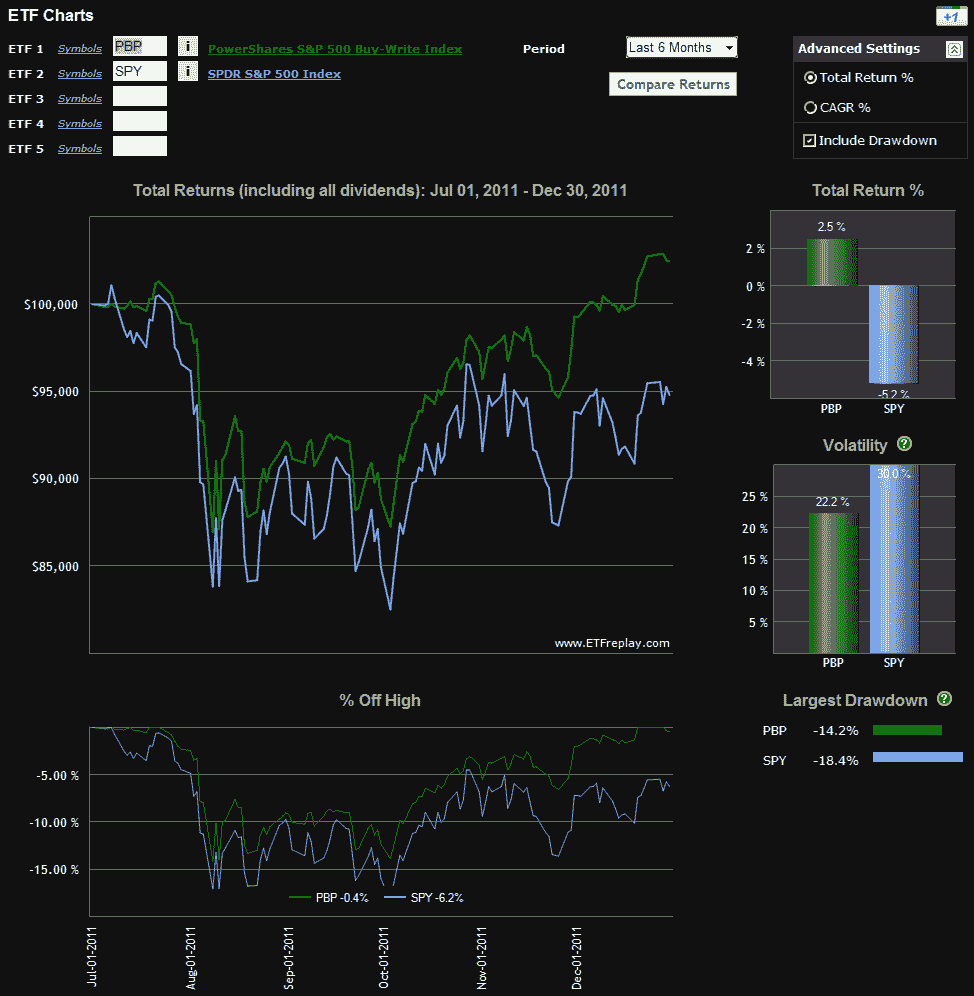 ETF Charts
+1
ETF 1 Symbols PBP i PowerShares S&P 500 Buy-Write Index Period Last 6 Months
ETF 2 Symbols SPY i SPDR S&P 500 Index
ETF 3 Symbols
ETF 4 Symbols
ETF 5 Symbols
Compare Returns
Advanced Settings
Total Return %
CAGR %
Include Drawdown
Total Returns (including all dividends): Jul 01, 2011 - Dec 30, 2011
$100,000
$95,000
$90,000
$85,000
www.ETFreplay.com
Total Return %
2.5 %
2 %
0 %
-2 %
-4 %
-5.2 %
PBP SPY
Volatility ?
30.0 %
22.2 %
25 %
20 %
15 %
10 %
5 %
PBP SPY
% Off High
-5.00 %
-10.00 %
-15.00 %
PBP -0.4% SPY -6.2%
Jul-01-2011
Aug-01-2011
Sep-01-2011
Oct-01-2011
Nov-01-2011
Dec-01-2011
Largest Drawdown ?
PBP -14.2%
SPY -18.4%